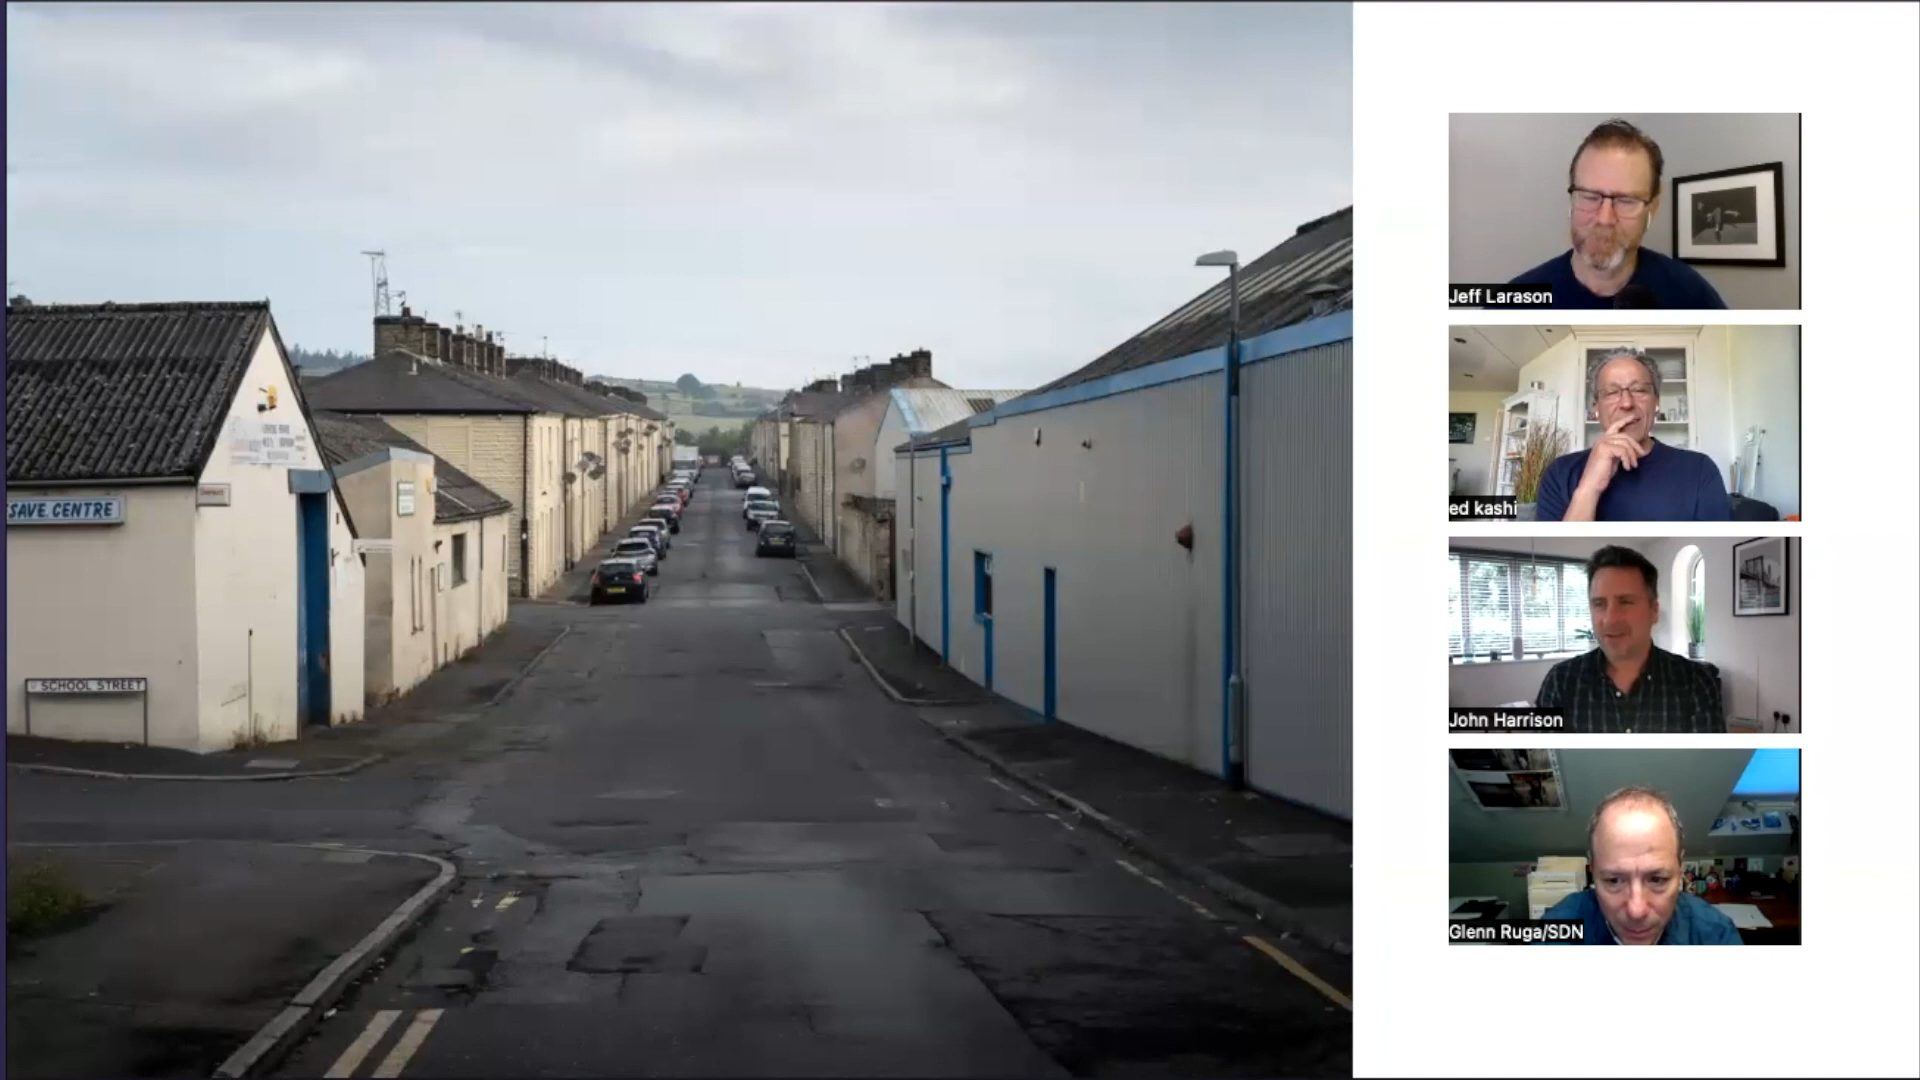 SAVE CENTRE
SCHOOL STREET
Jeff Larason
ed kashi
John Harrison
Glenn Ruga/SDN